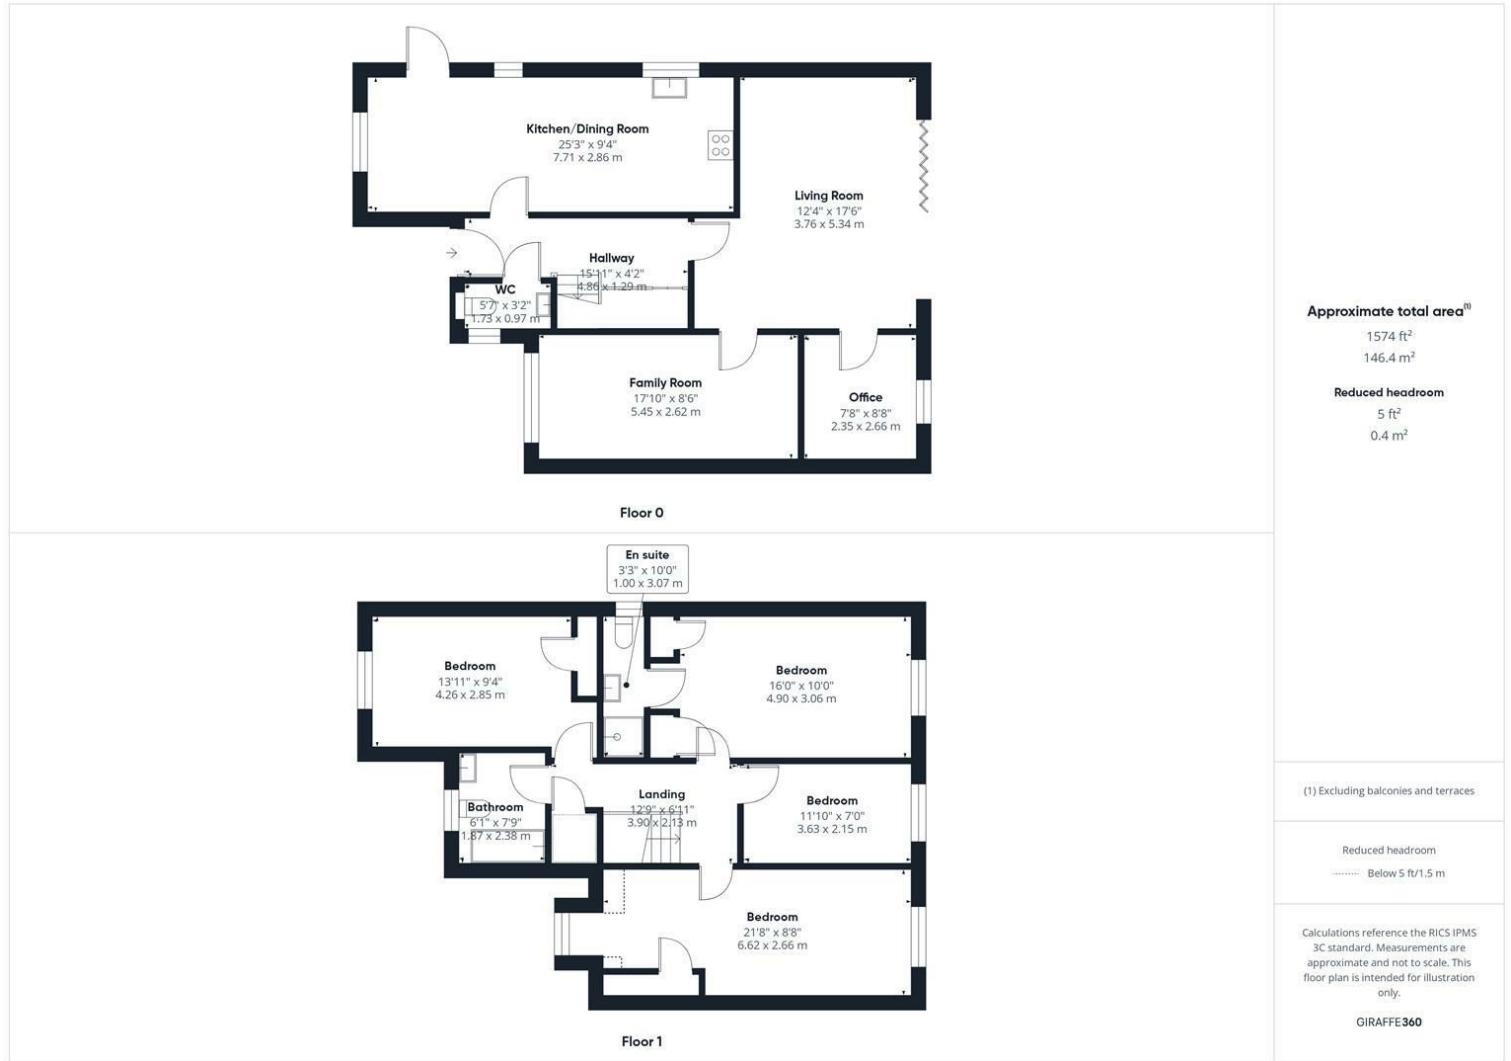 Kitchen/Dining Room
25'3" x 9'4"
7.71 x 2.86 m
Living Room
12'4" x 17'6"
3.76 x 5.34 m
Hallway
15'11" x 4'2"
4.86 x 1.29 m
WC
5'7" x 3'2"
1.73 x 0.97 m
Family Room
17'10" x 8'6"
5.45 x 2.62 m
Office
7'8" x 8'8"
2.35 x 2.66 m
Floor 0
En suite
3'3" x 10'0"
1.00 x 3.07 m
Bedroom
13'11" x 9'4"
4.26 x 2.85 m
Bedroom
16'0" x 10'0"
4.90 x 3.06 m
Landing
12'9" x 6'11"
3.90 x 2.13 m
Bedroom
11'10" x 7'0"
3.63 x 2.15 m
Bathroom
6'1" x 7'9"
1.87 x 2.38 m
Bedroom
21'8" x 8'8"
6.62 x 2.66 m
Floor 1
Approximate total area(1)
1574 ft²
146.4 m²
Reduced headroom
5 ft²
0.4 m²
(1) Excluding balconies and terraces
Reduced headroom
Below 5 ft/1.5 m
Calculations reference the RICS IPMS
3C standard. Measurements are
approximate and not to scale. This
floor plan is intended for illustration
only.
GIRAFFE360